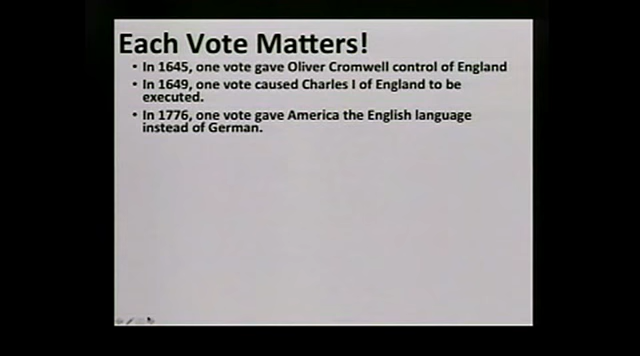 Each Vote Matters!
• In 1645, one vote gave Oliver Cromwell control of England
• In 1649, one vote caused Charles I of England to be
executed.
• In 1776, one vote gave America the English language
instead of German.